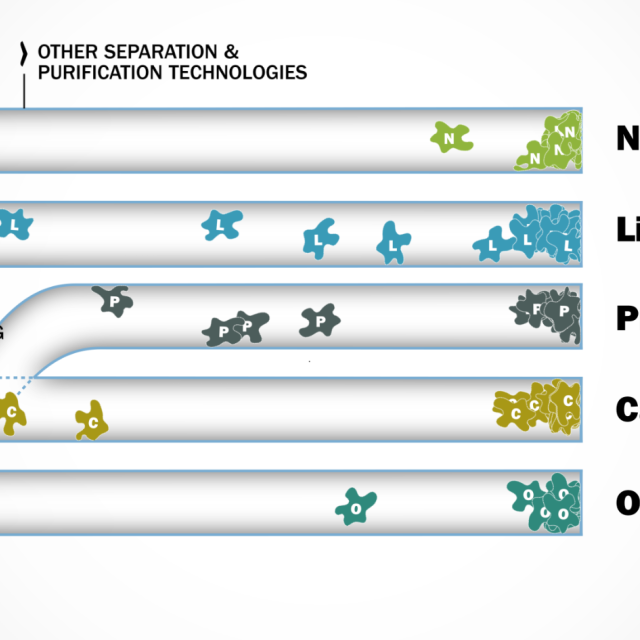 OTHER SEPARATION &
PURIFICATION TECHNOLOGIES
N N N N
N
L L L L L L L
Li
P P P P F P
P
G
C C C C C
C
O O O O O
O